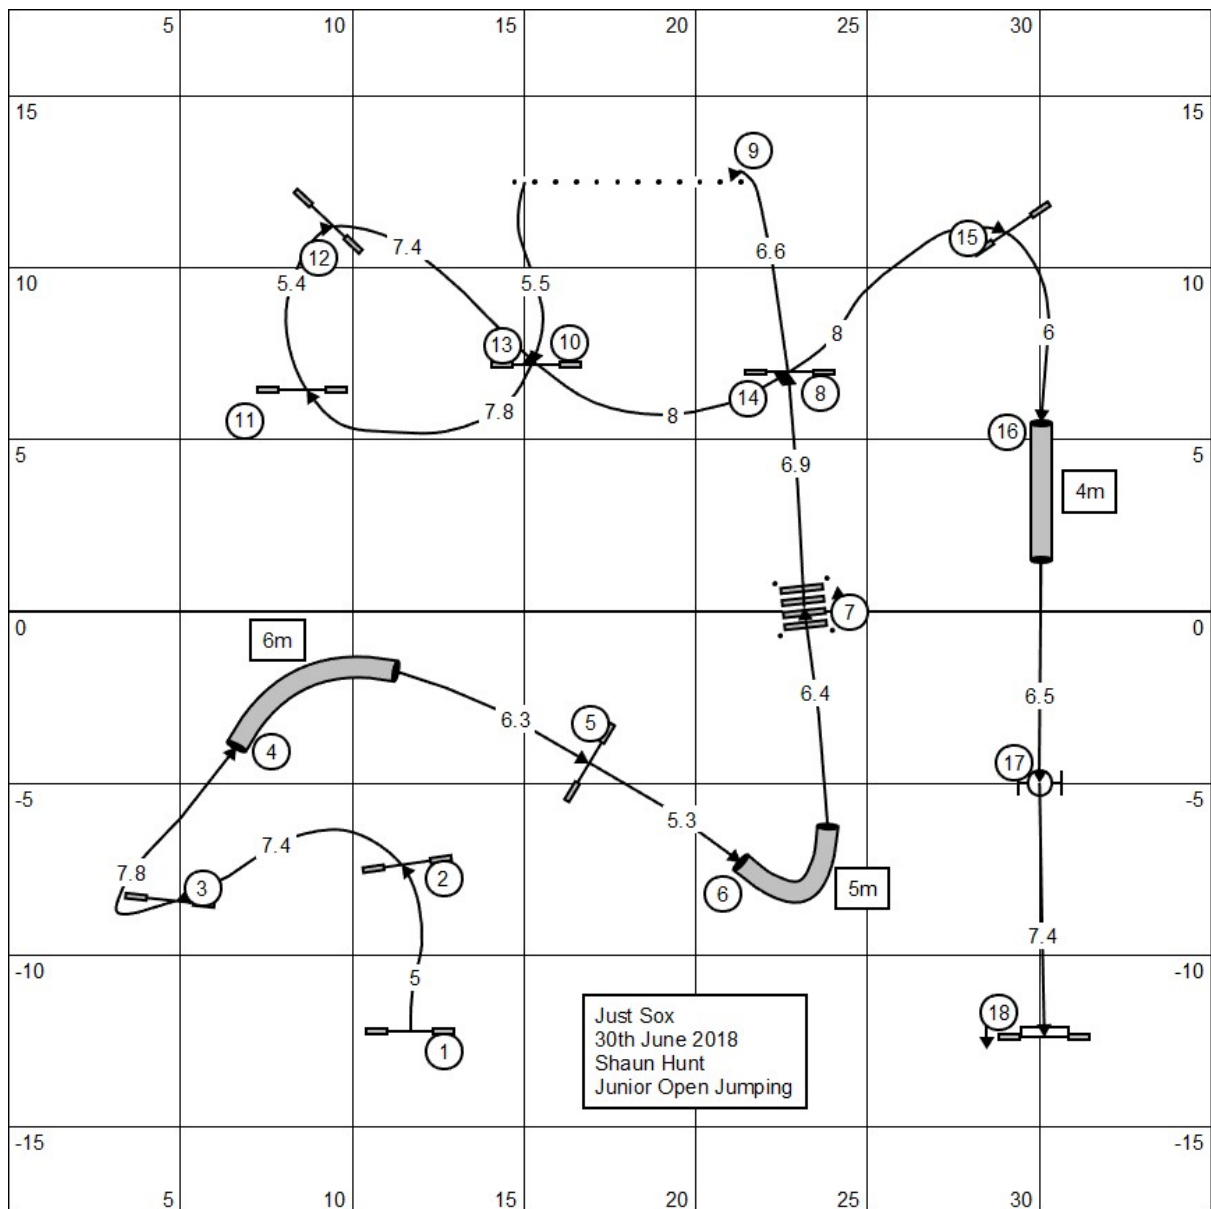 5 10 15 20 25 30
15 15
9
12 7.4 6.6 15
10 5.4 5.5 10
13 10 8 6
11 7.8 8 14 8 16
5 6.9 4m 5
7
0 6m 0
4 6.3 5 6.4 6.5
17
-5 5.3 -5
7.8 3 7.4 2 6 5m
-10 5 7.4 -10
1 18
Just Sox
30th June 2018
Shaun Hunt
Junior Open Jumping
-15 -15
5 10 15 20 25 30